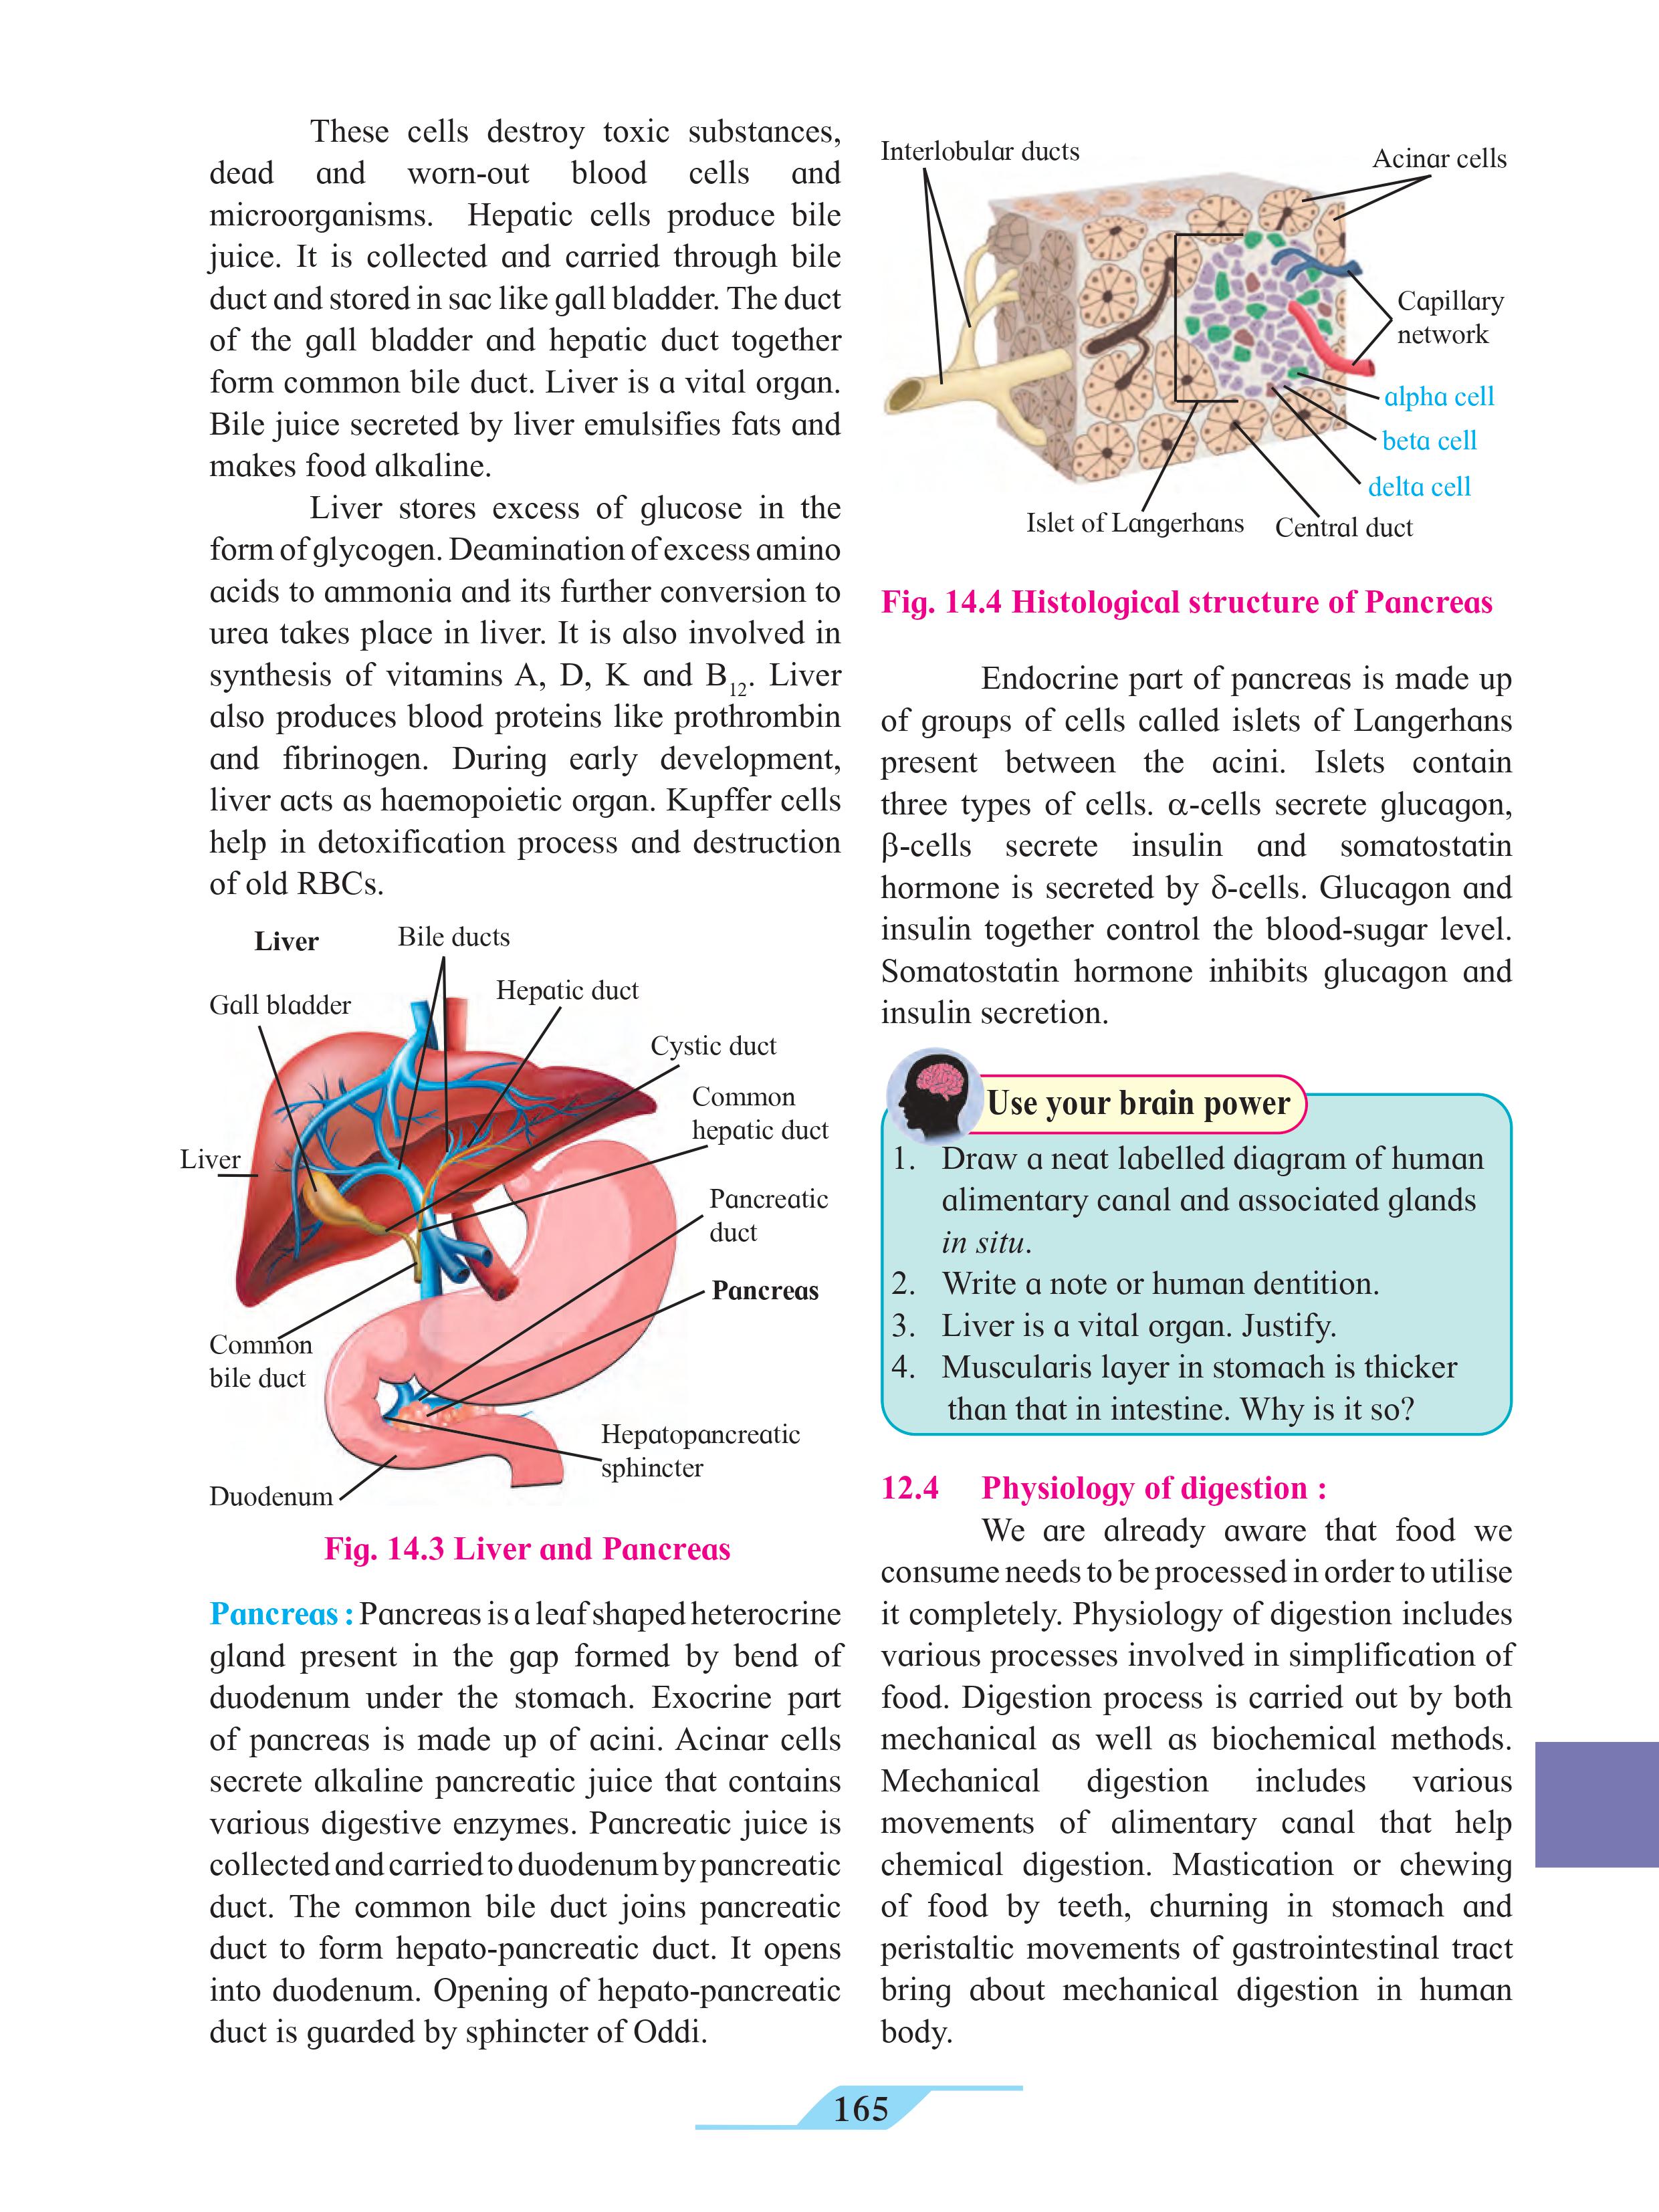 These cells destroy toxic substances,
dead and worn-out blood cells and
microorganisms. Hepatic cells produce bile
juice. It is collected and carried through bile
duct and stored in sac like gall bladder. The duct
of the gall bladder and hepatic duct together
form common bile duct. Liver is a vital organ.
Bile juice secreted by liver emulsifies fats and
makes food alkaline.
Liver stores excess of glucose in the
form of glycogen. Deamination of excess amino
acids to ammonia and its further conversion to
urea takes place in liver. It is also involved in
synthesis of vitamins A, D, K and B₁₂. Liver
also produces blood proteins like prothrombin
and fibrinogen. During early development,
liver acts as haemopoietic organ. Kupffer cells
help in detoxification process and destruction
of old RBCs.
Liver
Bile ducts
Gall bladder
Hepatic duct
Cystic duct
Common
hepatic duct
Liver
Pancreatic
duct
Pancreas
Common
bile duct
Hepatopancreatic
sphincter
Duodenum
Fig. 14.3 Liver and Pancreas
Pancreas : Pancreas is a leaf shaped heterocrine
gland present in the gap formed by bend of
duodenum under the stomach. Exocrine part
of pancreas is made up of acini. Acinar cells
secrete alkaline pancreatic juice that contains
various digestive enzymes. Pancreatic juice is
collected and carried to duodenum by pancreatic
duct. The common bile duct joins pancreatic
duct to form hepato-pancreatic duct. It opens
into duodenum. Opening of hepato-pancreatic
duct is guarded by sphincter of Oddi.
Interlobular ducts
Acinar cells
Capillary
network
alpha cell
beta cell
delta cell
Islet of Langerhans
Central duct
Fig. 14.4 Histological structure of Pancreas
Endocrine part of pancreas is made up
of groups of cells called islets of Langerhans
present between the acini. Islets contain
three types of cells. α-cells secrete glucagon,
β-cells secrete insulin and somatostatin
hormone is secreted by δ-cells. Glucagon and
insulin together control the blood-sugar level.
Somatostatin hormone inhibits glucagon and
insulin secretion.
Use your brain power
1. Draw a neat labelled diagram of human
alimentary canal and associated glands
in situ.
2. Write a note or human dentition.
3. Liver is a vital organ. Justify.
4. Muscularis layer in stomach is thicker
than that in intestine. Why is it so?
12.4 Physiology of digestion :
We are already aware that food we
consume needs to be processed in order to utilise
it completely. Physiology of digestion includes
various processes involved in simplification of
food. Digestion process is carried out by both
mechanical as well as biochemical methods.
Mechanical digestion includes various
movements of alimentary canal that help
chemical digestion. Mastication or chewing
of food by teeth, churning in stomach and
peristaltic movements of gastrointestinal tract
bring about mechanical digestion in human
body.
165